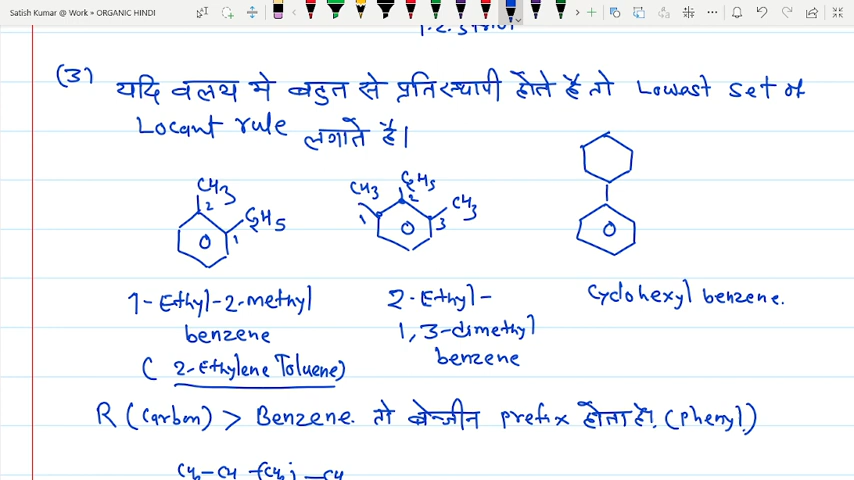 Satish Kumar @ Work » ORGANIC HINDI
(3) यदि वलय मे बहुत से प्रतिस्थापी होते है तो Lowest set of
Locant rule लगाते है।
CH3
2
C2H5
1
CH3
C2H5
2
CH3
1
3
1-Ethyl-2-methyl
benzene
( 2-Ethylene Toluene)
2-Ethyl-
1,3-dimethyl
benzene
Cyclohexyl benzene.
R (Carbon) > Benzene. तो बेन्जीन prefix होता है. (Phenyl)